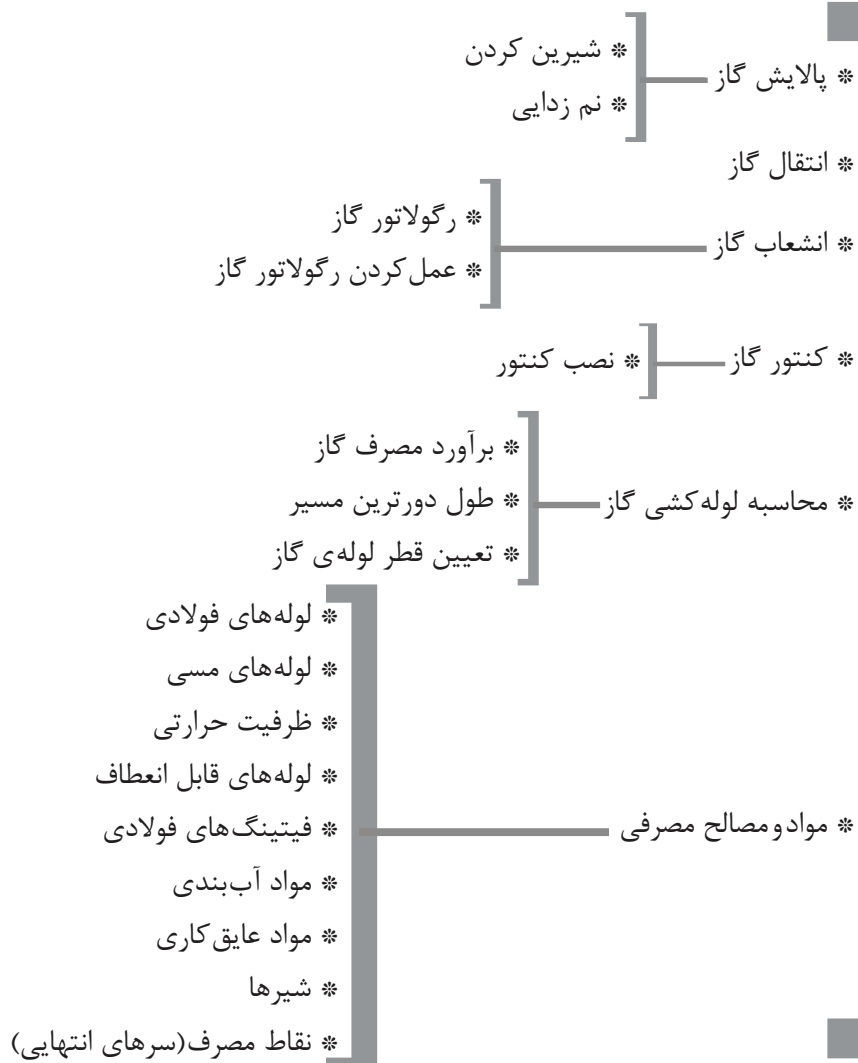 ❊ پالایش گاز
❊ شیرین کردن
❊ نم زدایی
❊ انتقال گاز
❊ انشعاب گاز
❊ رگولاتور گاز
❊ عمل‌کردن رگولاتور گاز
❊ کنتور گاز
❊ نصب کنتور
❊ محاسبه لوله‌کشی گاز
❊ برآورد مصرف گاز
❊ طول دورترین مسیر
❊ تعیین قطر لوله‌ی گاز
❊ مواد و مصالح مصرفی
❊ لوله‌های فولادی
❊ لوله‌های مسی
❊ ظرفیت حرارتی
❊ لوله‌های قابل انعطاف
❊ فیتینگ‌های فولادی
❊ مواد آب‌بندی
❊ مواد عایق‌کاری
❊ شیرها
❊ نقاط مصرف(سرهای انتهایی)